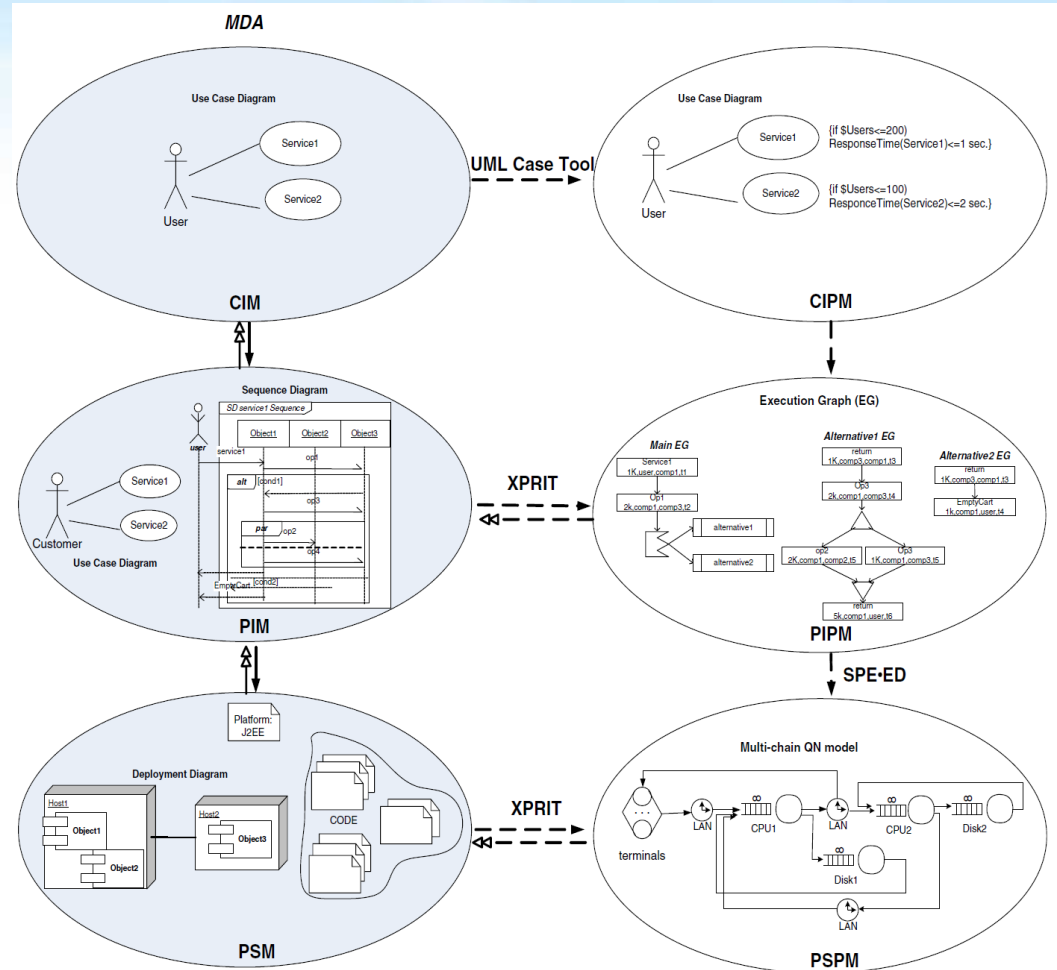 MDA
Use Case Diagram
Service1
Service2
User
CIM
UML Case Tool
Use Case Diagram
Service1
{if $Users<=200)
ResponseTime(Service1)<=1 sec.}
Service2
{if $Users<=100)
ResponceTime(Service2)<=2 sec.}
User
CIPM
Sequence Diagram
SD service1 Sequence
user
Object1
Object2
Object3
service1
op1
alt
[cond1]
op3
par
op2
op4
[cond2]
EmptyCart
Service1
Service2
Customer
Use Case Diagram
PIM
XPRIT
Execution Graph (EG)
Main EG
Service1
1K,user,comp1,t1
Op1
2k,comp1,comp3,t2
alternative1
alternative2
Alternative1 EG
return
1K,comp3,comp1,t3
Op3
2k,comp1,comp3,t4
op2
2K,comp1,comp2,t5
Op3
1K,comp1,comp3,t5
return
5k,comp1,user,t6
Alternative2 EG
return
1K,comp3,comp1,t3
EmptyCart
1k,comp1,user,t4
PIPM
SPE•ED
Platform:
J2EE
Deployment Diagram
Host1
Object1
Object2
Host2
Object3
CODE
PSM
XPRIT
Multi-chain QN model
terminals
LAN
CPU1
LAN
CPU2
Disk2
Disk1
LAN
PSPM